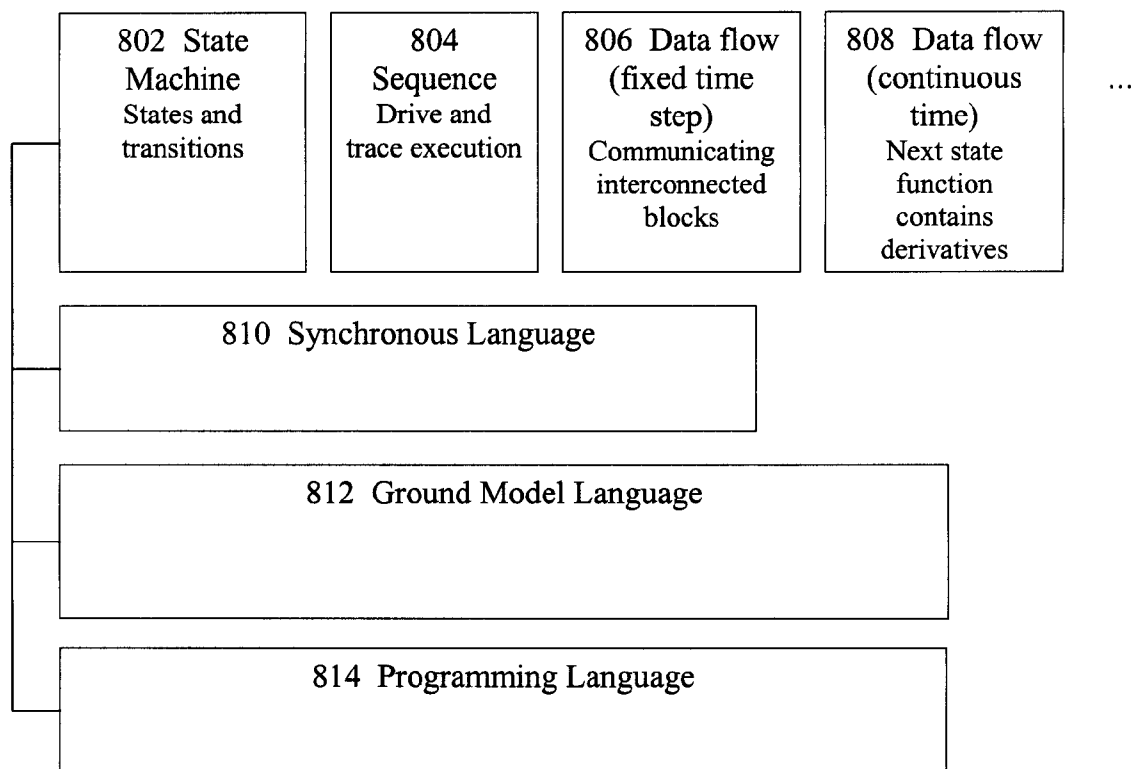 802 State
Machine
States and
transitions
804
Sequence
Drive and
trace execution
806 Data flow
(fixed time
step)
Communicating
interconnected
blocks
808 Data flow
(continuous
time)
Next state
function
contains
derivatives
...
810 Synchronous Language
812 Ground Model Language
814 Programming Language